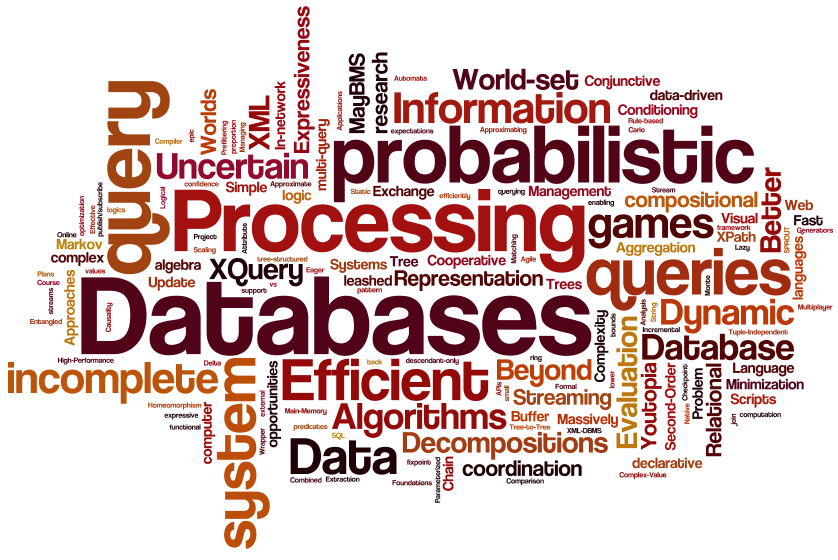 Automata
World-set
Conjunctive
data-driven
Expressiveness
MayBMS
research
Applications
Information
Conditioning
Rule-based
Carlo
Approximating
expectations
query
Compiler
epic
Worlds
Prefiltering
proportion
Managing
XML
In-network
multi-query
probabilistic
Uncertain
Logical
confidence
Simple
Approximate
logic
Static
Exchange
efficiently
querying
Management
enabling
Stream
compositional
Better
Web
Fast
Generators
SPROUT
languages
optimization
Effective
publish/subscribe
logics
Online
Markov
complex
Processing
games
Visual
framework
XPath
Lazy
Aggregation
Project
Scaling
Attribute
tree-structured
Matching
Agile
algebra
XQuery
Eager
Systems
Tree
Cooperative
queries
Monte
Plans
Course
values
streams
Approaches
Update
support
vs
leashed
pattern
Representation
Trees
Multiplayer
Entangled
Causality
Databases
Complexity
bounds
Analysis
String
Dynamic
Incremental
Tuple-Independent
High-Performance
Delta
back
descendant-only
ring
Database
incomplete
system
Efficient
Beyond
APIs
small
Formal
lower
Evaluation
Youtopia
Second-Order
Native
Checkpoint
Problem
Relational
Language
Minimization
Scripts
join
computation
Homeomorphism
expressive
functional
computer
Wrapper
external
opportunities
Main-Memory
predicates
SQL
Algorithms
Streaming
Buffer
Massively
Tree-to-Tree
XML-DBMS
Data
Decompositions
fixpoint
Parameterized
Chain
coordination
declarative
Complex-Value
Combined
Extraction
Foundations
Comparison